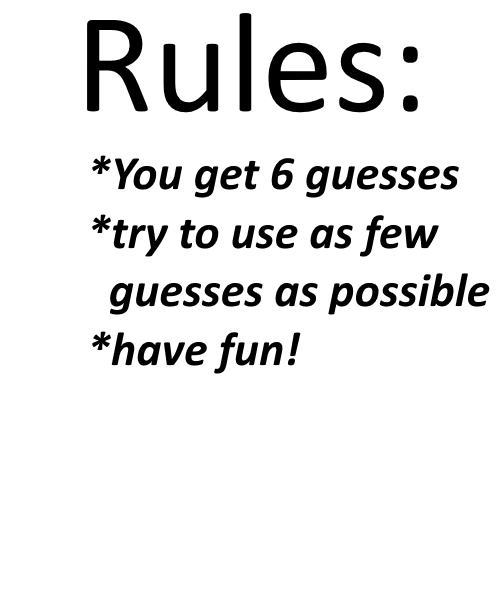 Rules:
*You get 6 guesses
*try to use as few
guesses as possible
*have fun!